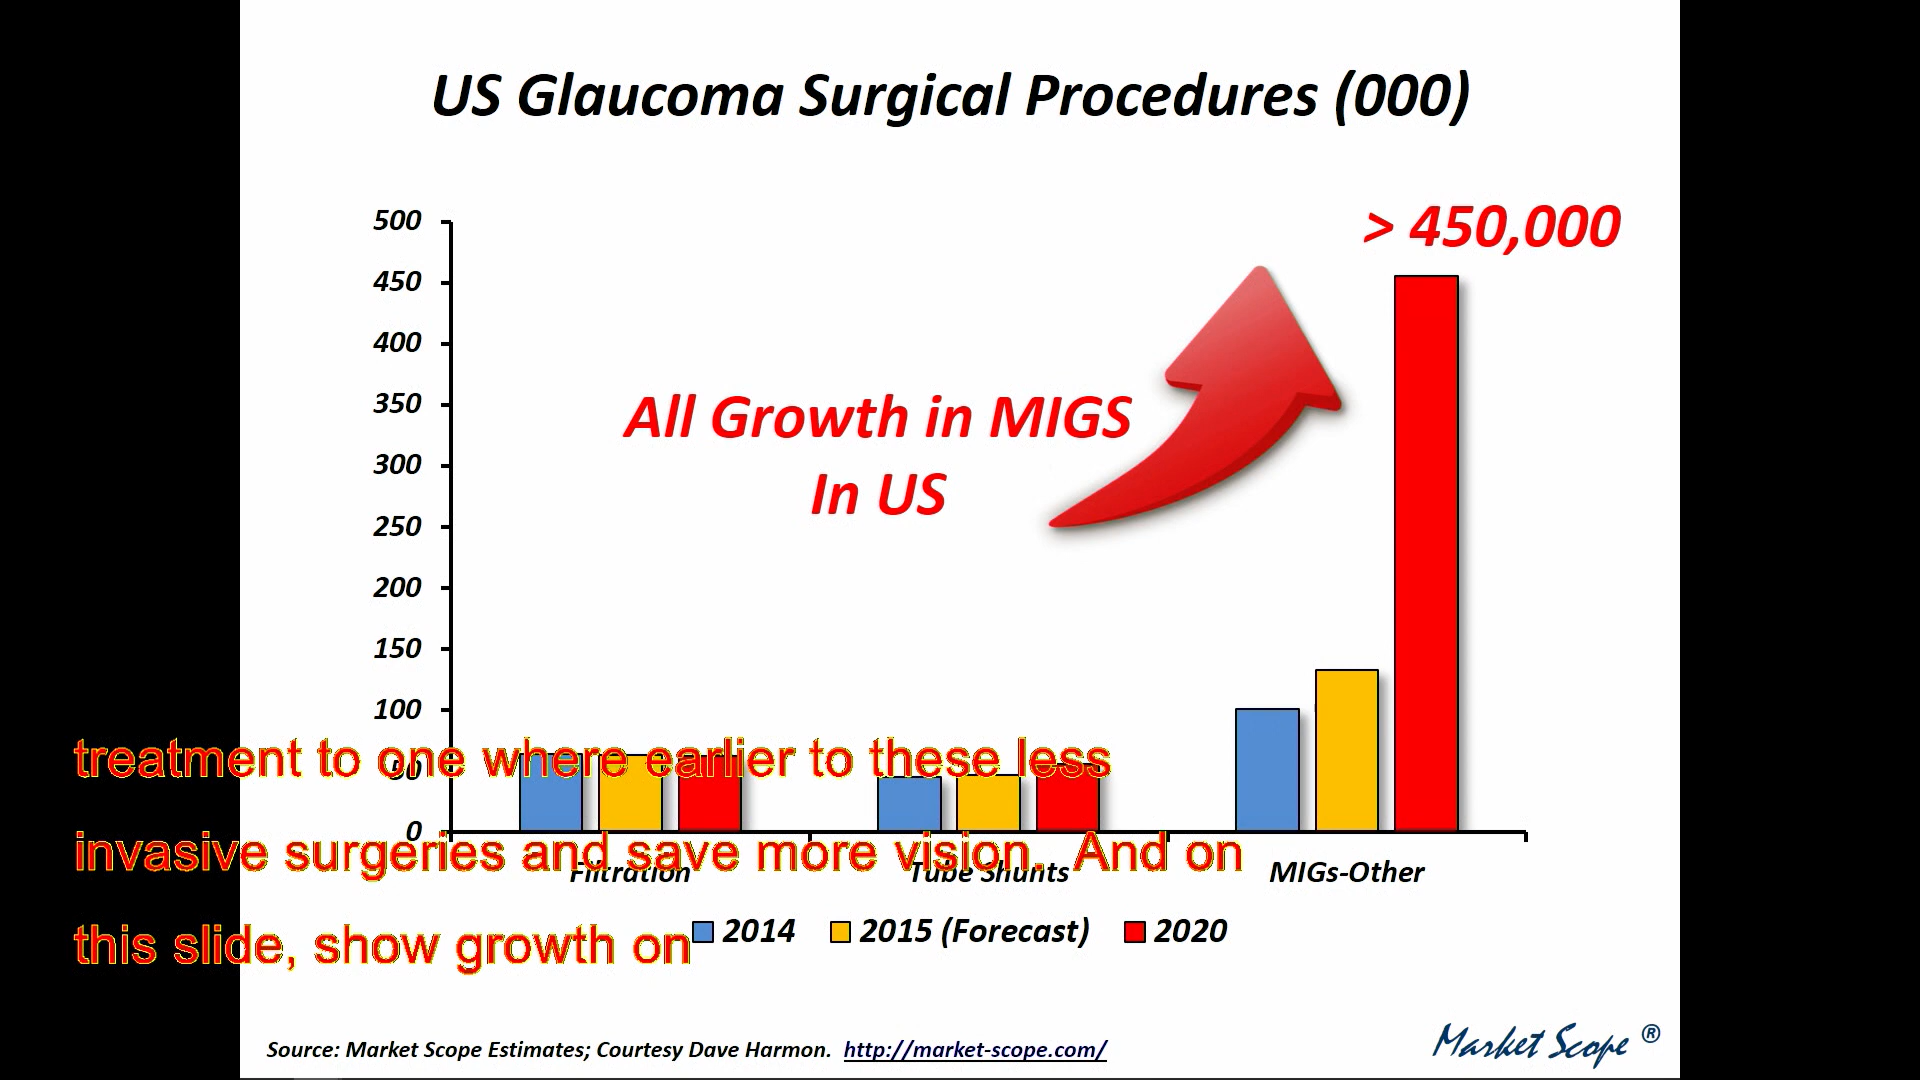 US Glaucoma Surgical Procedures (000)
> 450,000
500
450
400
350
300
250
200
150
100
50
0
All Growth in MIGS
In US
treatment to one where earlier to these less
invasive surgeries and save more vision. And on
this slide, show growth on
Filtration
Tube Shunts
MIGs-Other
2014
2015 (Forecast)
2020
Source: Market Scope Estimates; Courtesy Dave Harmon. http://market-scope.com/
Market Scope ®